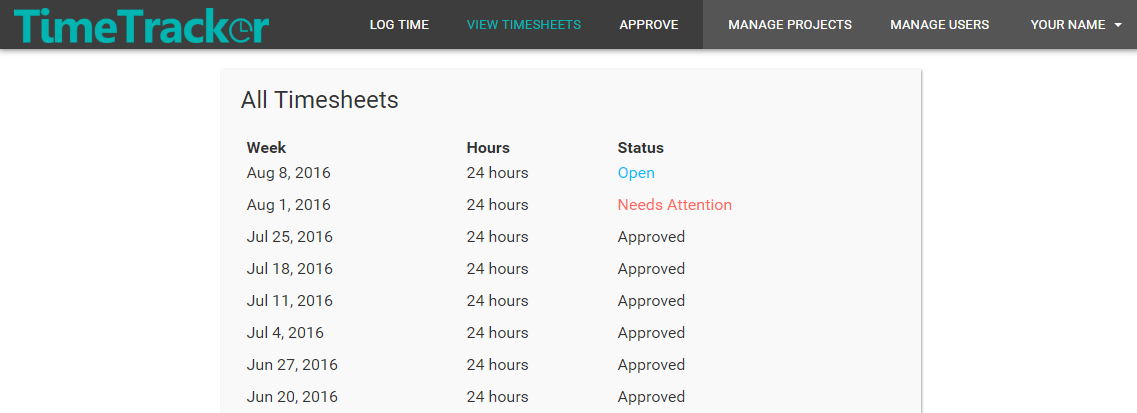 TimeTracker LOG TIME VIEW TIMESHEETS APPROVE MANAGE PROJECTS MANAGE USERS YOUR NAME
All Timesheets
Week Hours Status
Aug 8, 2016 24 hours Open
Aug 1, 2016 24 hours Needs Attention
Jul 25, 2016 24 hours Approved
Jul 18, 2016 24 hours Approved
Jul 11, 2016 24 hours Approved
Jul 4, 2016 24 hours Approved
Jun 27, 2016 24 hours Approved
Jun 20, 2016 24 hours Approved